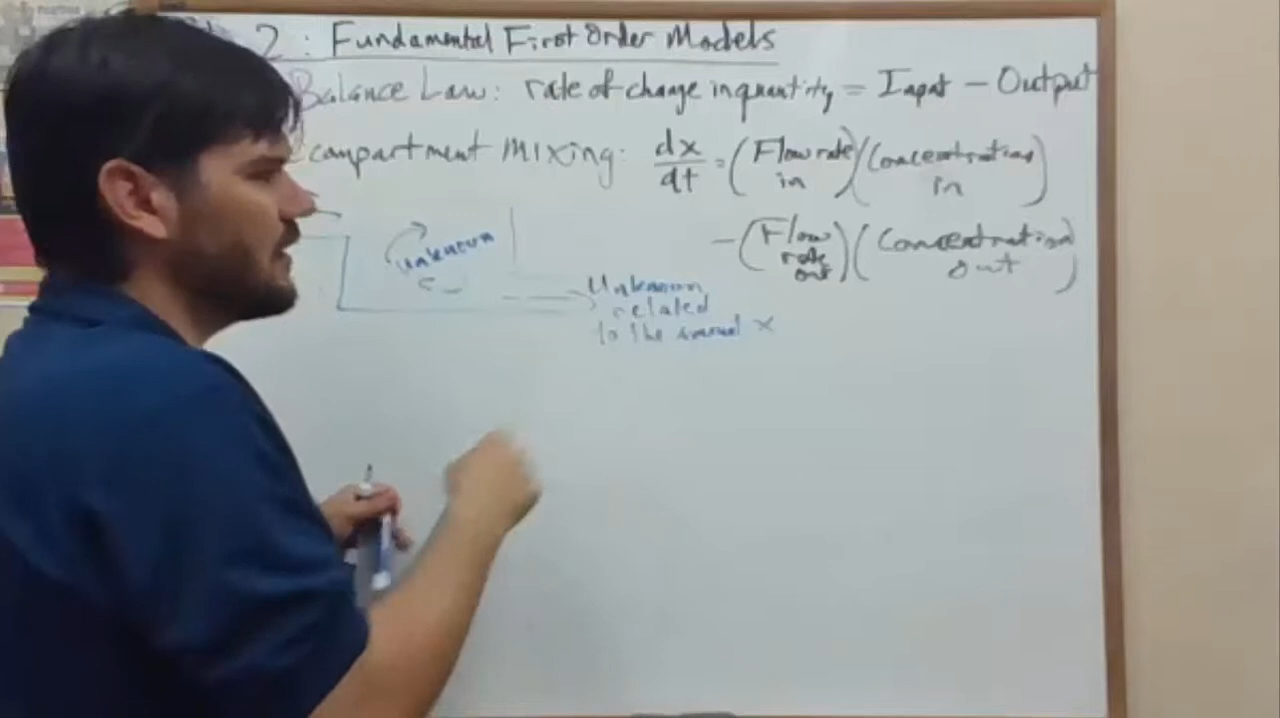 2: Fundamental First Order Models
Balance Law: rate of change in quantity = Input - Output
compartment mixing: dx/dt = (Flow rate in)(Concentration in)
- (Flow rate out)(Concentration out)
unknown
Unknown
related
to the amount x